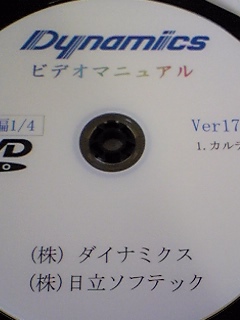 Dynamics
ビデオマニュアル
編1/4
Ver17
1.カルテ
(株) ダイナミクス
(株)日立ソフテック